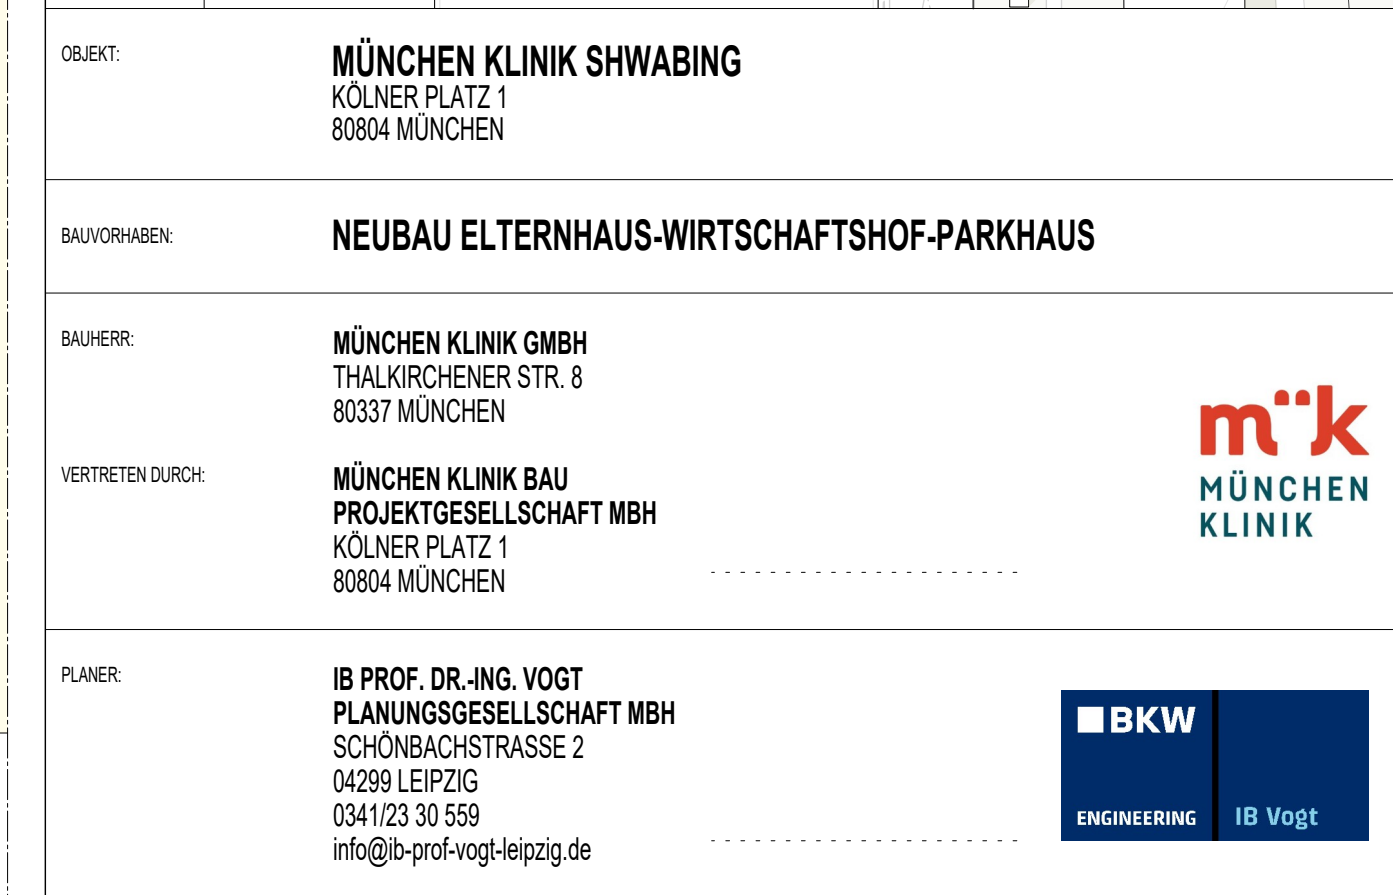 OBJEKT:
MÜNCHEN KLINIK SHWABING
KÖLNER PLATZ 1
80804 MÜNCHEN
BAUVORHABEN:
NEUBAU ELTERNHAUS-WIRTSCHAFTSHOF-PARKHAUS
BAUHERR:
MÜNCHEN KLINIK GMBH
THALKIRCHENER STR. 8
80337 MÜNCHEN
VERTRETEN DURCH:
MÜNCHEN KLINIK BAU
PROJEKTGESELLSCHAFT MBH
KÖLNER PLATZ 1
80804 MÜNCHEN
m¨k
MÜNCHEN
KLINIK
PLANER:
IB PROF. DR.-ING. VOGT
PLANUNGSGESELLSCHAFT MBH
SCHÖNBACHSTRASSE 2
04299 LEIPZIG
0341/23 30 559
info@ib-prof-vogt-leipzig.de
BKW
ENGINEERING
IB Vogt